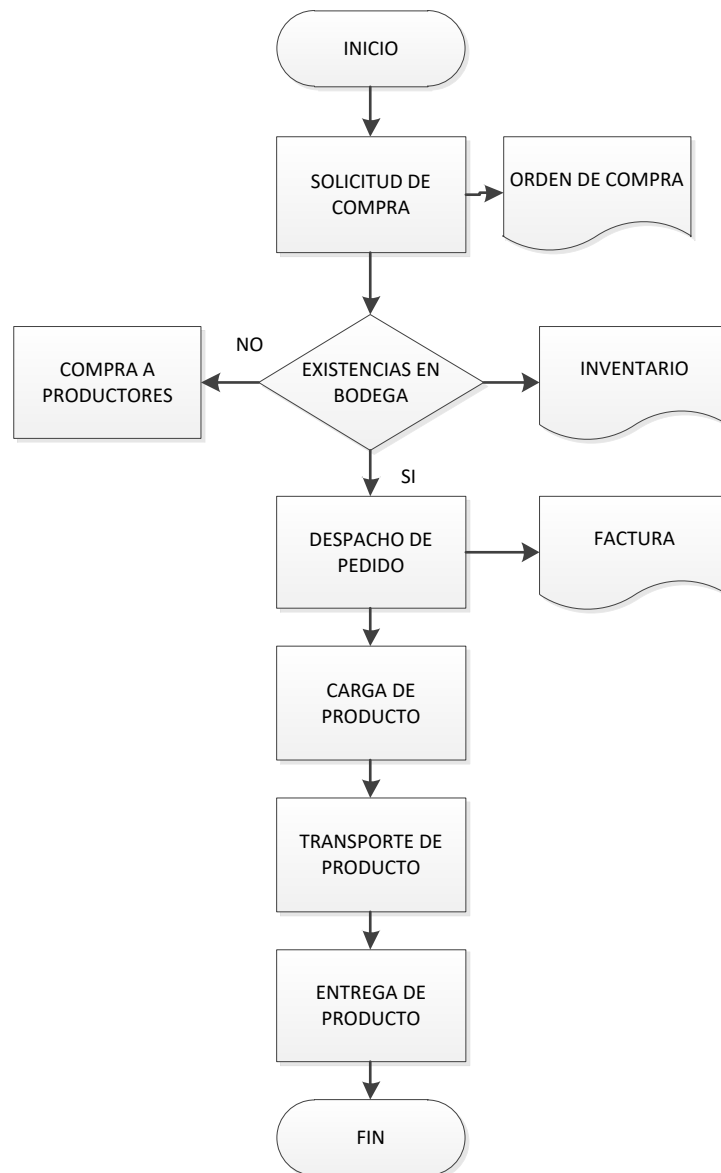 INICIO
SOLICITUD DE
COMPRA
ORDEN DE COMPRA
NO
COMPRA A
PRODUCTORES
EXISTENCIAS EN
BODEGA
INVENTARIO
SI
DESPACHO DE
PEDIDO
FACTURA
CARGA DE
PRODUCTO
TRANSPORTE DE
PRODUCTO
ENTREGA DE
PRODUCTO
FIN